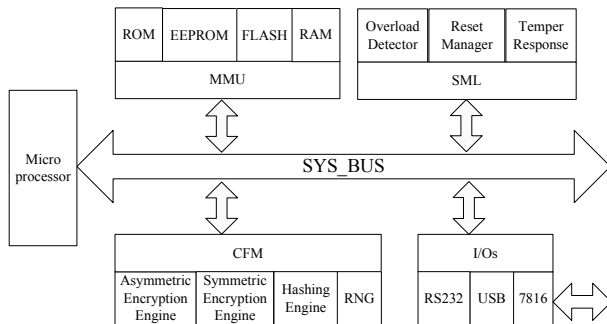 ROM EEPROM FLASH RAM
MMU
Overload
Detector
Reset
Manager
Temper
Response
SML
Micro
processor
SYS_BUS
CFM
Asymmetric
Encryption
Engine
Symmetric
Encryption
Engine
Hashing
Engine
RNG
I/Os
RS232 USB 7816